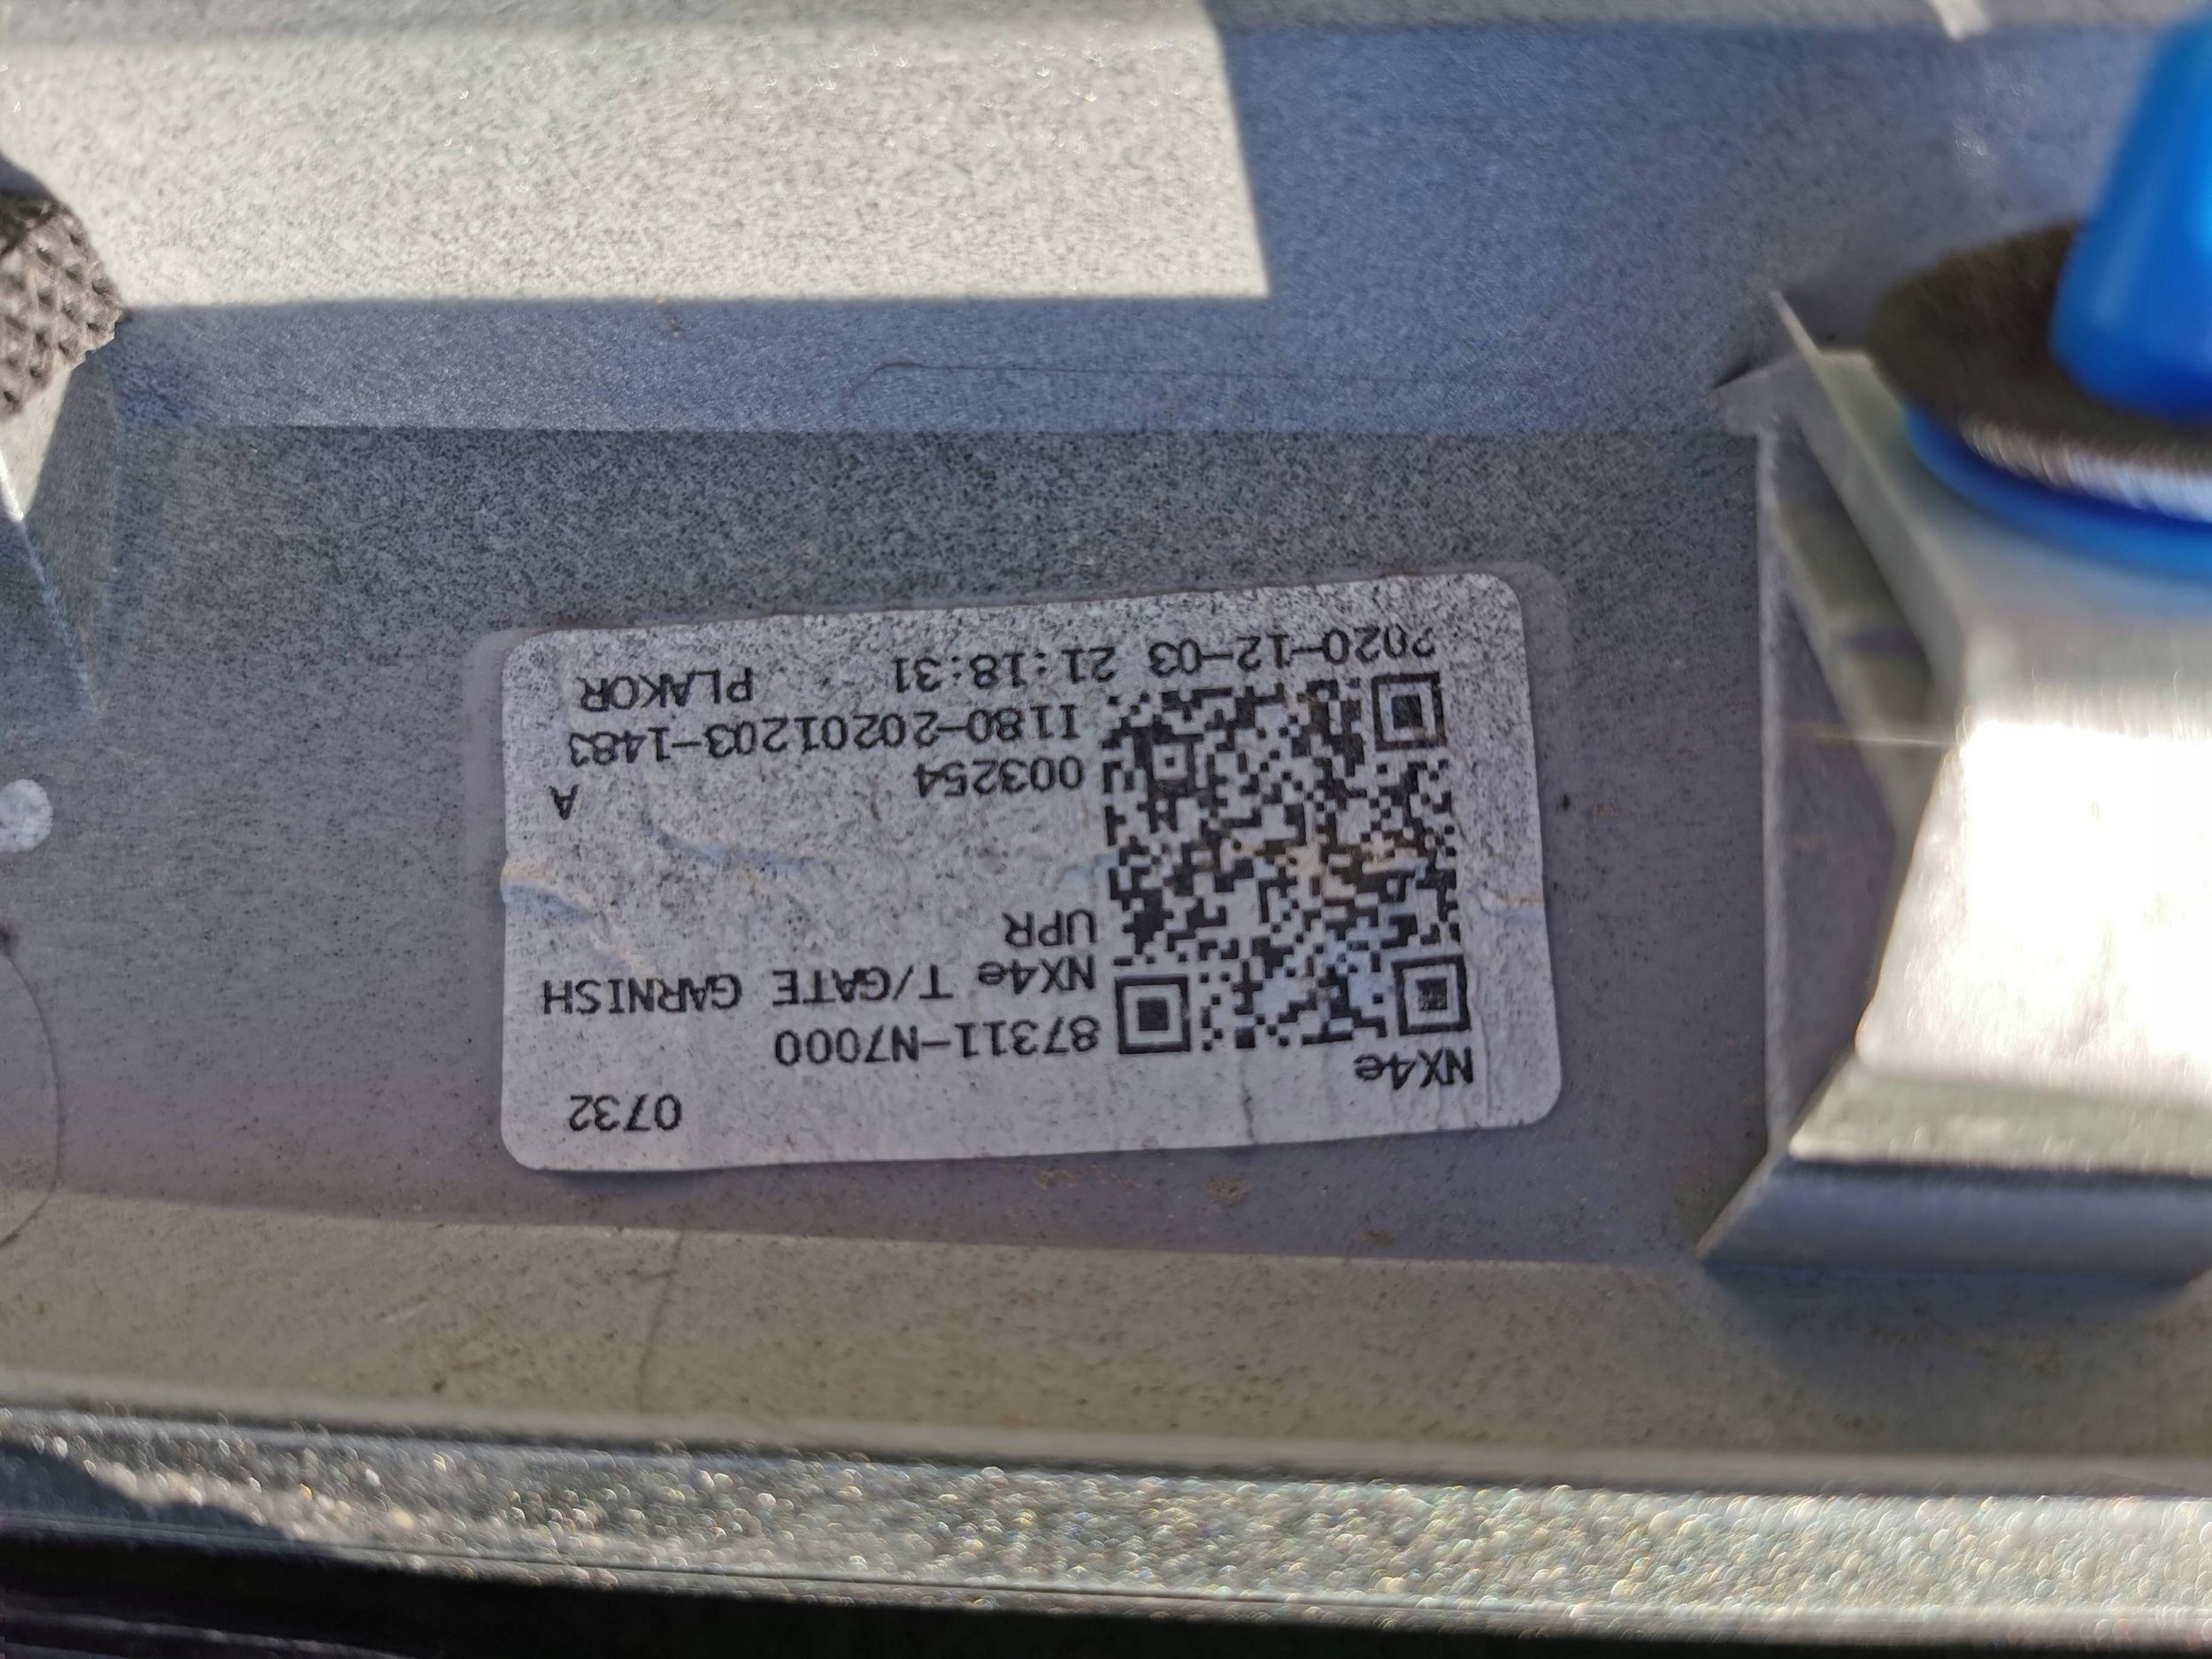 0732
NX4e
87311-N7000
NX4e T/GATE GARNISH
UPR
003254 A
I180-20201203-1483
2020-12-03 21:18:31 PLAKOR